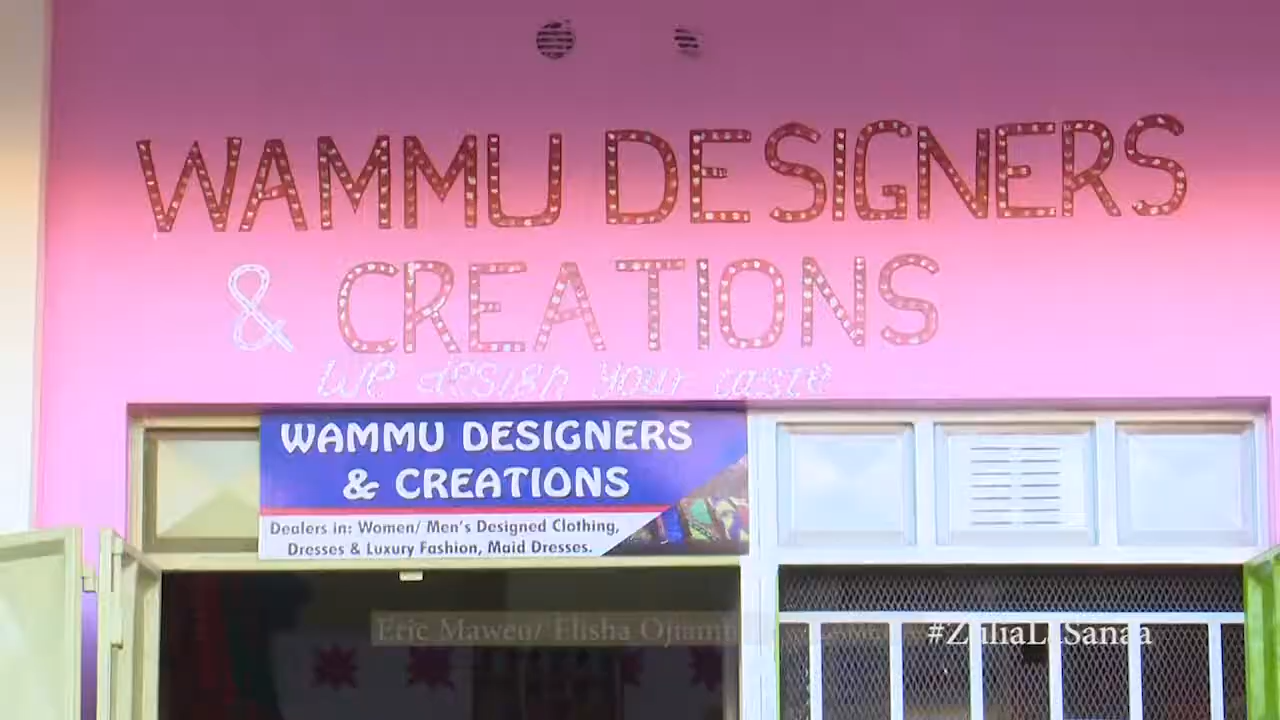 WAMMU DESIGNERS
& CREATIONS
We design your taste
WAMMU DESIGNERS
& CREATIONS
Dealers in: Women/ Men's Designed Clothing,
Dresses & Luxury Fashion, Maid Dresses.
Eric Maweu/ Elisha